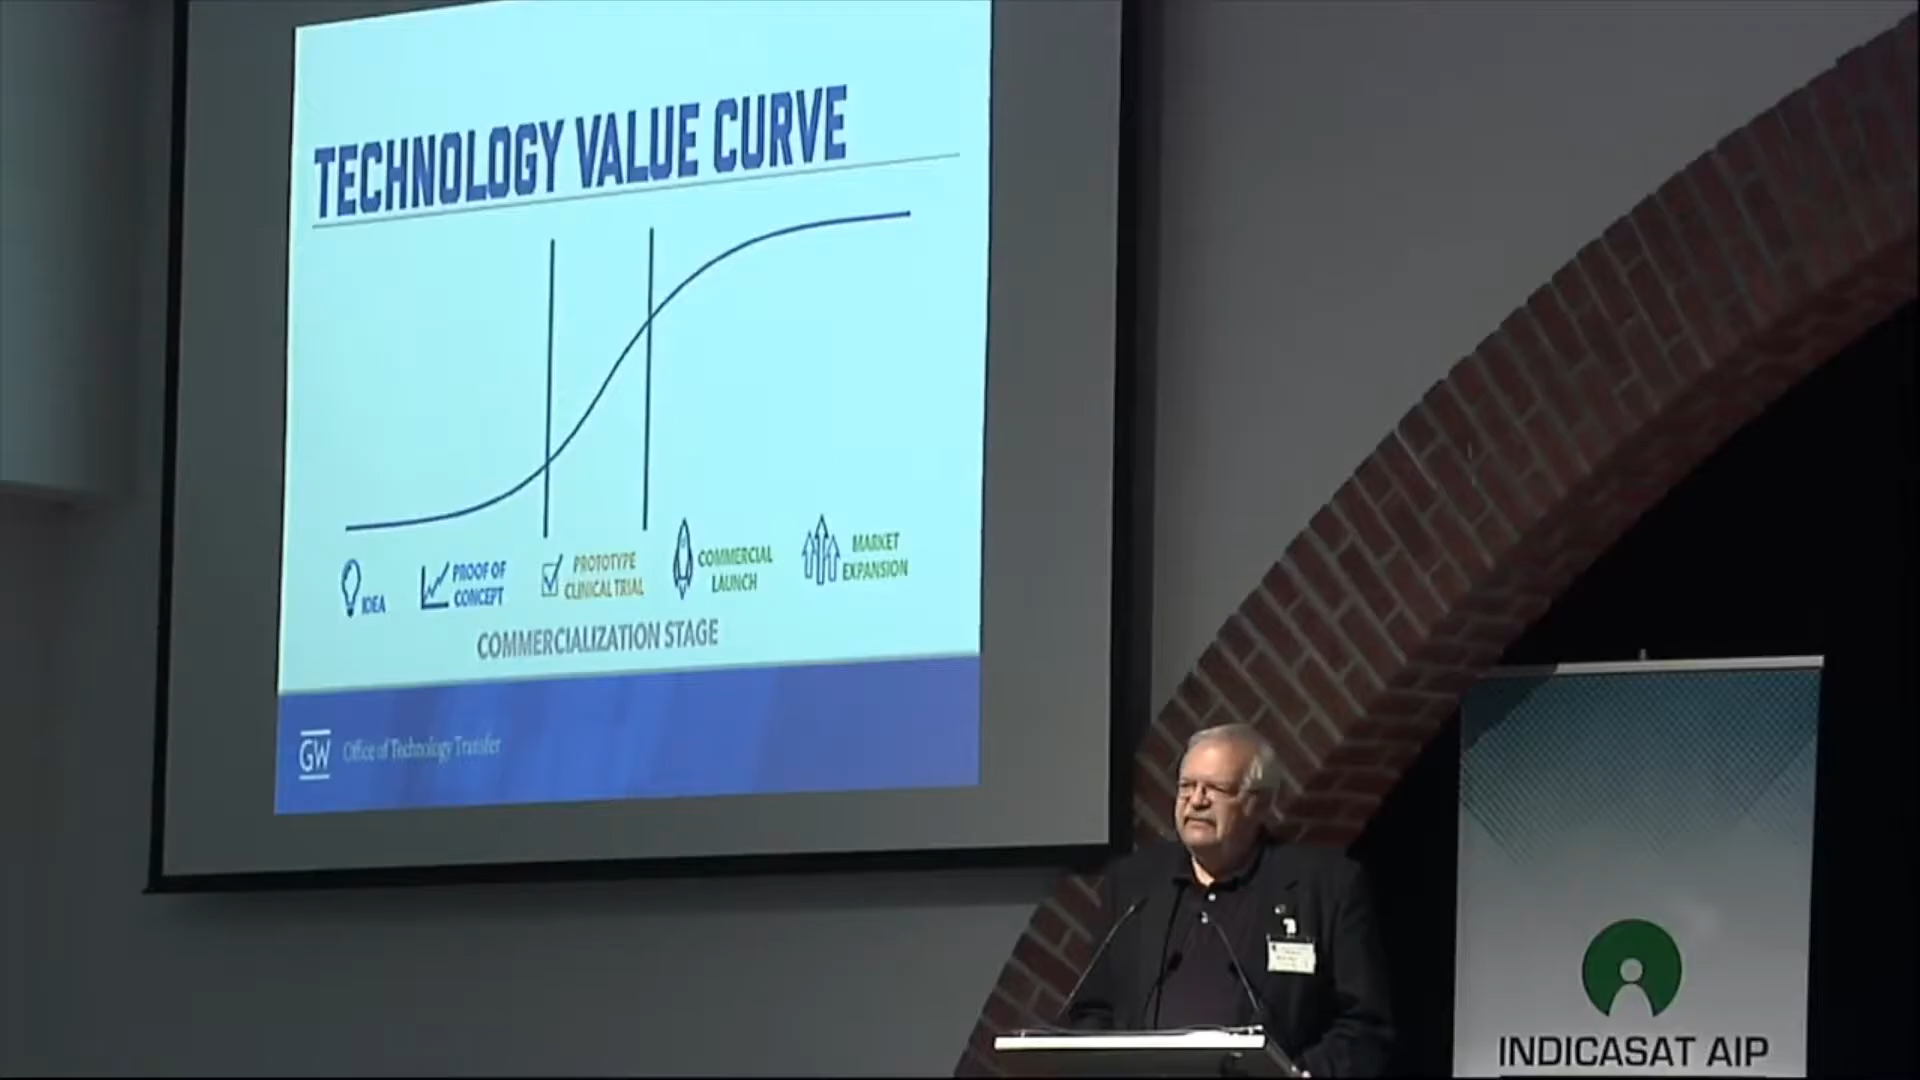 TECHNOLOGY VALUE CURVE
IDEA
PROOF OF
CONCEPT
PROTOTYPE
CLINICAL TRIAL
COMMERCIAL
LAUNCH
MARKET
EXPANSION
COMMERCIALIZATION STAGE
GW Office of Technology Transfer
INDICASAT AIP